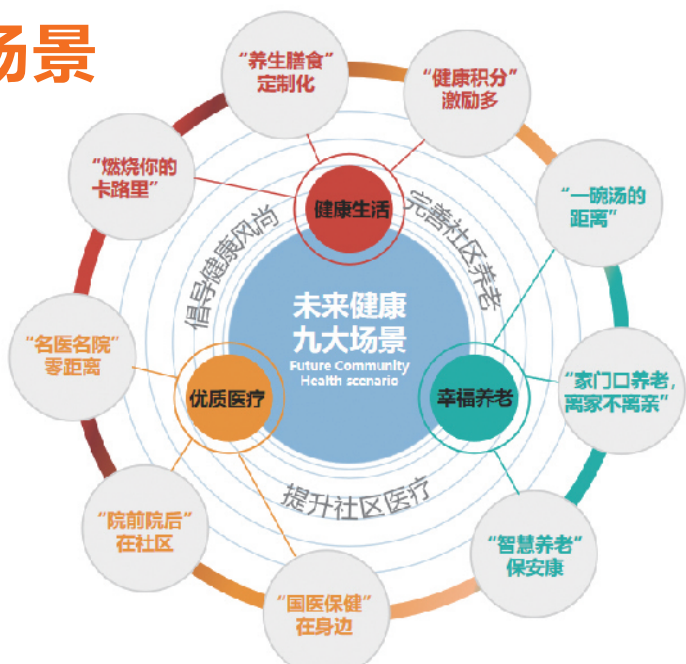 场景
"养生膳食"
定制化
"健康积分"
激励多
"燃烧你的
卡路里"
"一碗汤的
距离"
健康生活
倡导健康风尚
完善社区养老
未来健康
九大场景
Future Community
Health scenario
"名医名院"
零距离
优质医疗
幸福养老
"家门口养老,
离家不离亲"
提升社区医疗
"院前院后"
在社区
"智慧养老"
保安康
"国医保健"
在身边